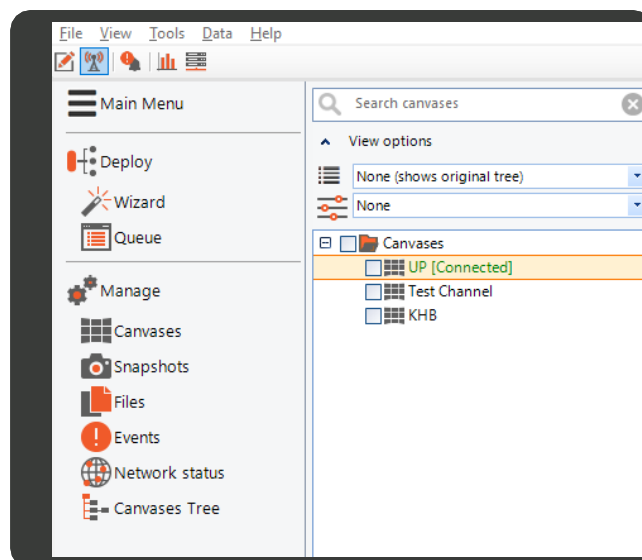 File View Tools Data Help
Main Menu
Deploy
Wizard
Queue
Manage
Canvases
Snapshots
Files
Events
Network status
Canvases Tree
Search canvases
View options
None (shows original tree)
None
Canvases
UP [Connected]
Test Channel
KHB